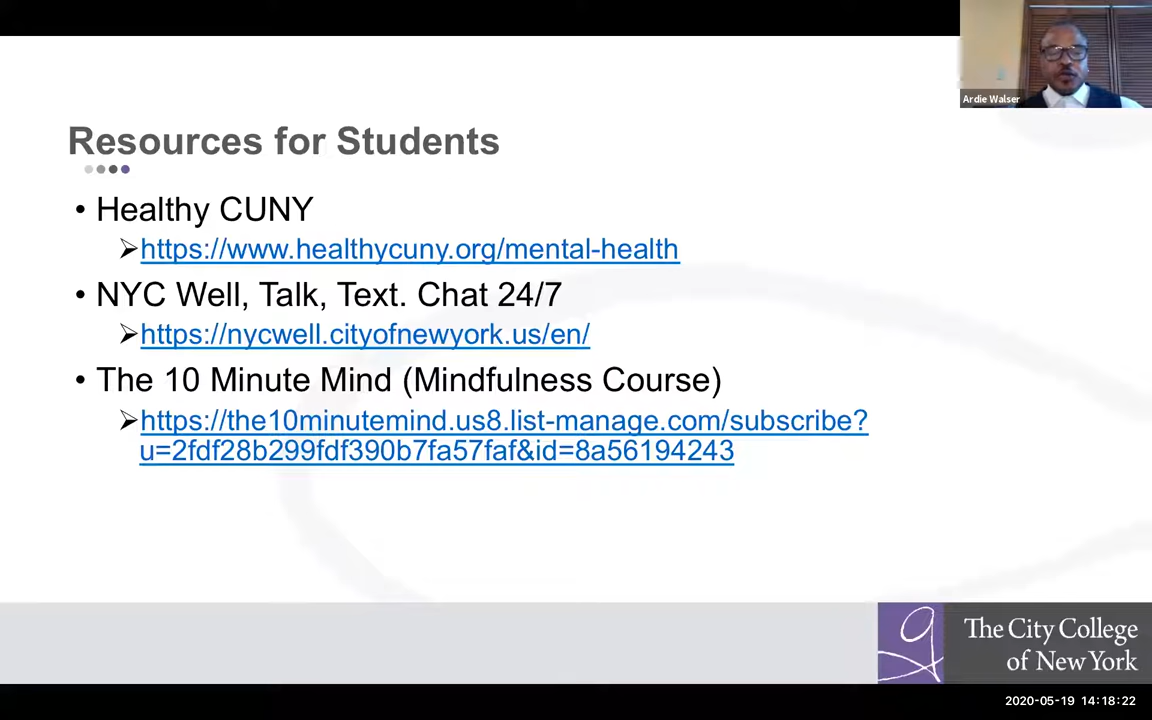 Ardie Walser
Resources for Students
• Healthy CUNY
➢https://www.healthycuny.org/mental-health
• NYC Well, Talk, Text. Chat 24/7
➢https://nycwell.cityofnewyork.us/en/
• The 10 Minute Mind (Mindfulness Course)
➢https://the10minutemind.us8.list-manage.com/subscribe?
u=2fdf28b299fdf390b7fa57faf&id=8a56194243
The City College
of New York
2020-05-19 14:18:22